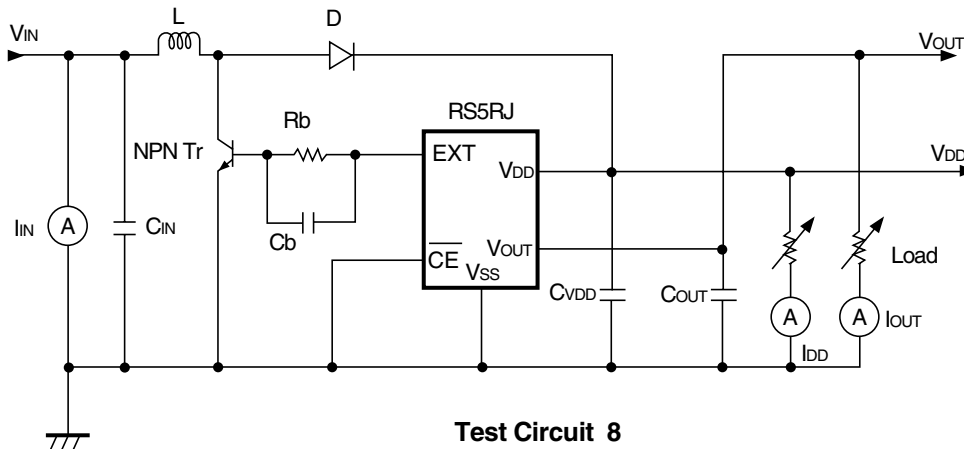 VIN
L
D
VOUT
RS5RJ
Rb
NPN Tr
EXT
VDD
VDD
IIN
A
CIN
Cb
CE
VOUT
VSS
Load
CVDD
COUT
A
A
IOUT
IDD
Test Circuit 8